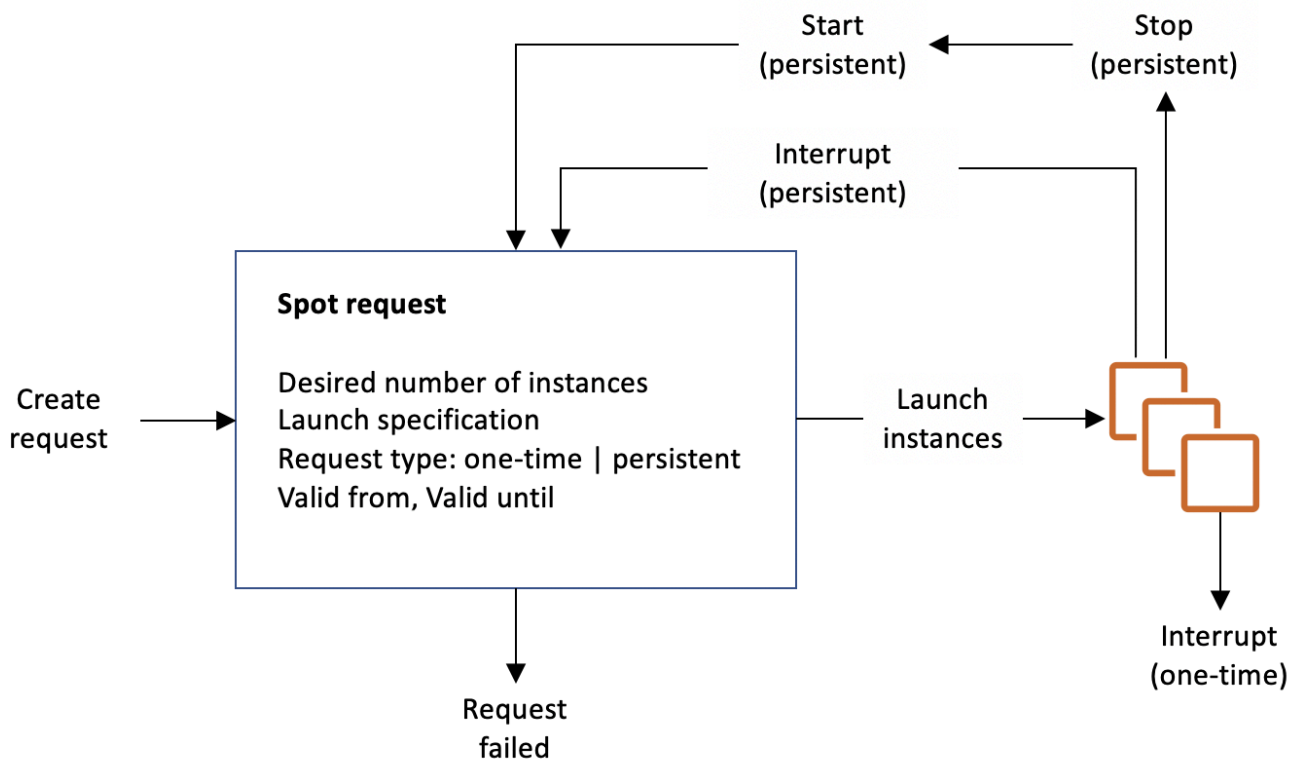 Start
(persistent)
Stop
(persistent)
Interrupt
(persistent)
Spot request
Desired number of instances
Launch specification
Request type: one-time | persistent
Valid from, Valid until
Create
request
Launch
instances
Interrupt
(one-time)
Request
failed